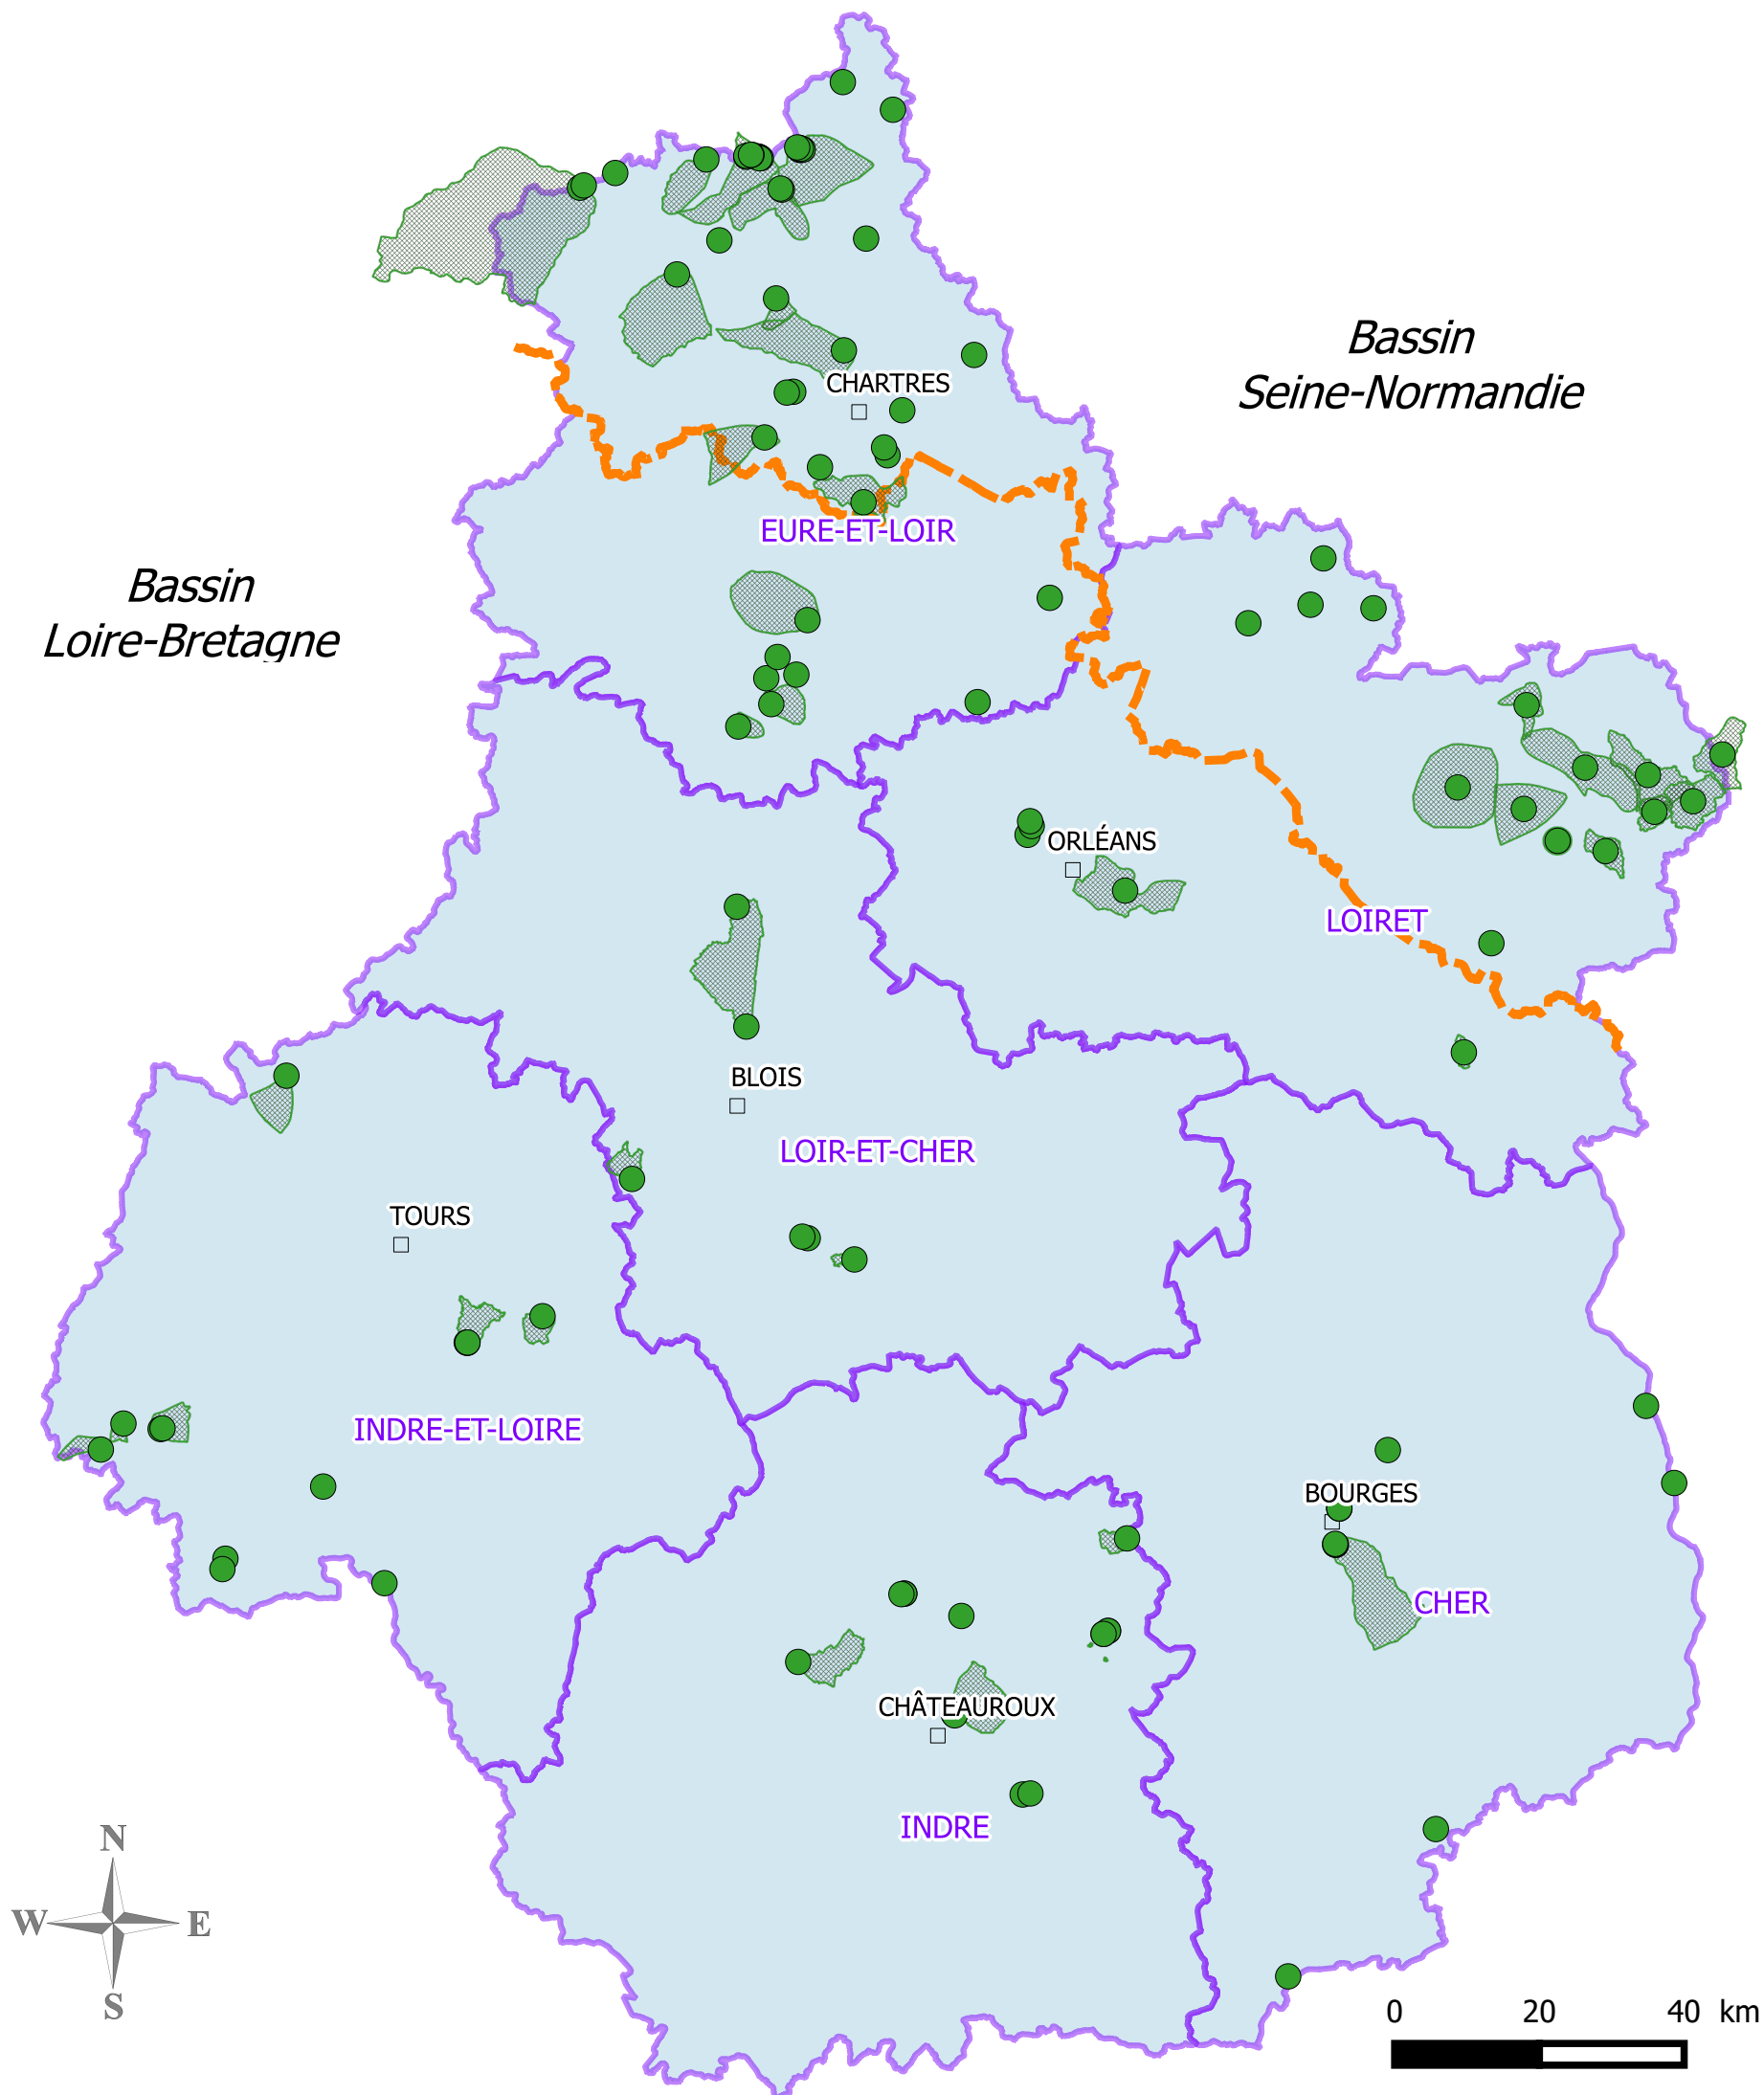 Bassin
Seine-Normandie
CHARTRES
EURE-ET-LOIR
Bassin
Loire-Bretagne
ORLÉANS
LOIRET
BLOIS
LOIR-ET-CHER
TOURS
INDRE-ET-LOIRE
BOURGES
CHER
CHÂTEAUROUX
INDRE
N
W E
S
0 20 40 km